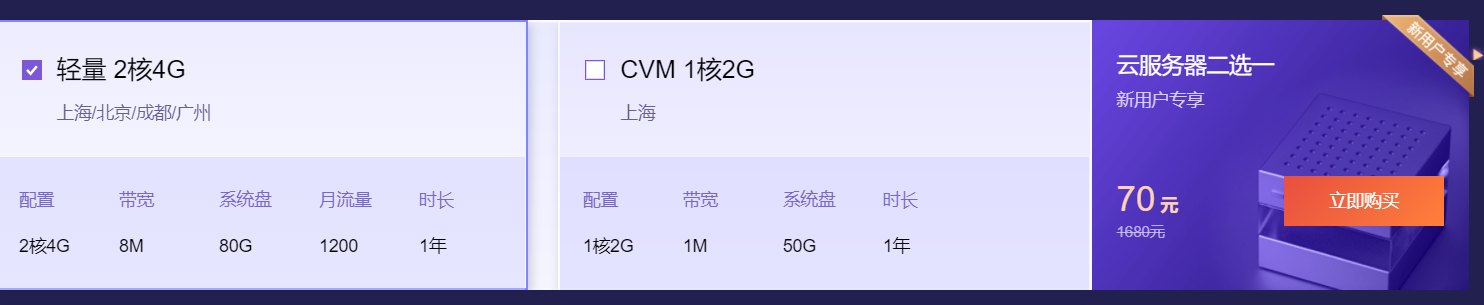 轻量 2核4G
上海/北京/成都/广州
配置 带宽 系统盘 月流量 时长
2核4G 8M 80G 1200 1年
CVM 1核2G
上海
配置 带宽 系统盘 时长
1核2G 1M 50G 1年
新用户专享
云服务器二选一
新用户专享
70 元
1680元
立即购买